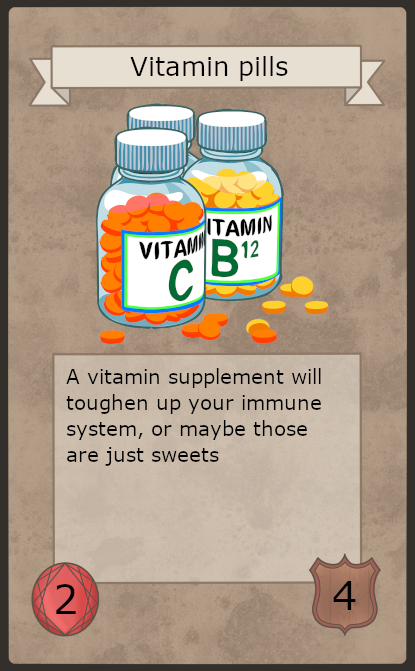 Vitamin pills
VITAMIN
C
VITAMIN
B12
A vitamin supplement will
toughen up your immune
system, or maybe those
are just sweets
2
4